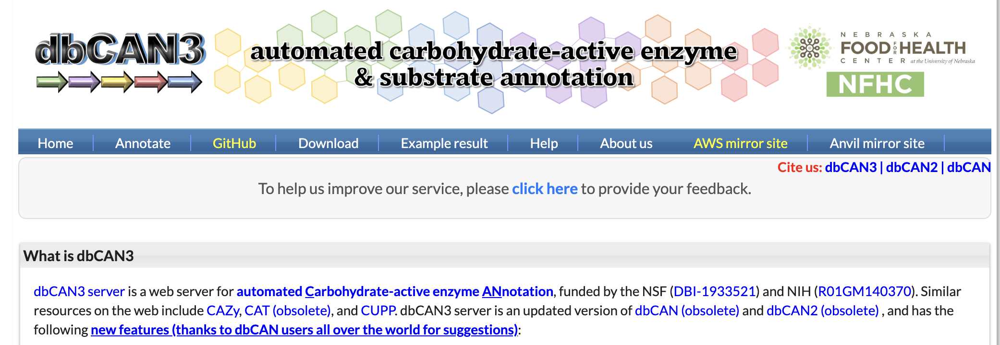 dbCAN3
automated carbohydrate-active enzyme
& substrate annotation
NEBRASKA
FOOD FOR HEALTH
CENTER at the University of Nebraska
NFHC
Home Annotate GitHub Download Example result Help About us AWS mirror site Anvil mirror site
Cite us: dbCAN3 | dbCAN2 | dbCAN
To help us improve our service, please click here to provide your feedback.
What is dbCAN3
dbCAN3 server is a web server for automated Carbohydrate-active enzyme ANnotation, funded by the NSF (DBI-1933521) and NIH (R01GM140370). Similar
resources on the web include CAZy, CAT (obsolete), and CUPP. dbCAN3 server is an updated version of dbCAN (obsolete) and dbCAN2 (obsolete) , and has the
following new features (thanks to dbCAN users all over the world for suggestions):